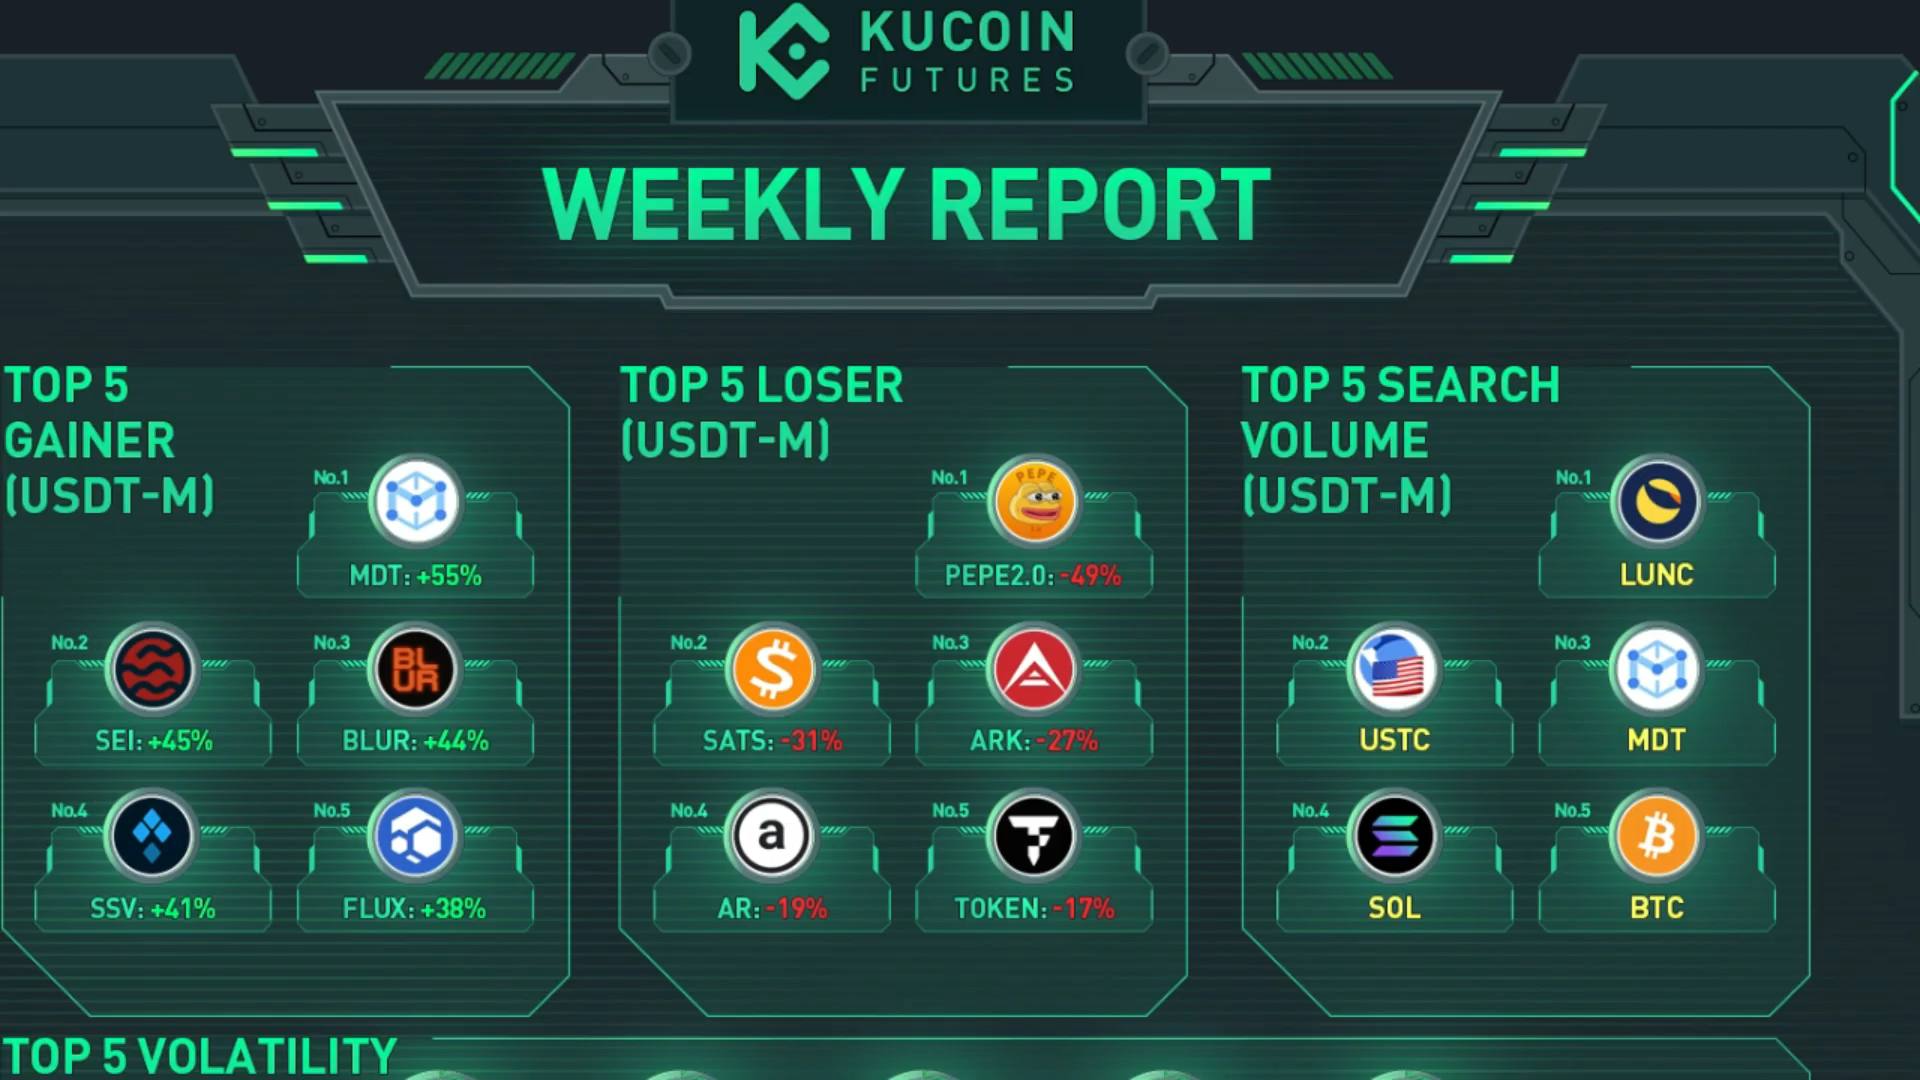 KUCOIN
FUTURES
WEEKLY REPORT
TOP 5
GAINER
(USDT-M)
No.1
MDT: +55%
No.2
SEI: +45%
No.3
BLUR
BLUR: +44%
No.4
SSV: +41%
No.5
FLUX: +38%
TOP 5 LOSER
(USDT-M)
No.1
PEPE
PEPE2.0: -49%
No.2
SATS: -31%
No.3
ARK: -27%
No.4
a
AR: -19%
No.5
TOKEN: -17%
TOP 5 SEARCH
VOLUME
(USDT-M)
No.1
LUNC
No.2
USTC
No.3
MDT
No.4
SOL
No.5
BTC
TOP 5 VOLATILITY